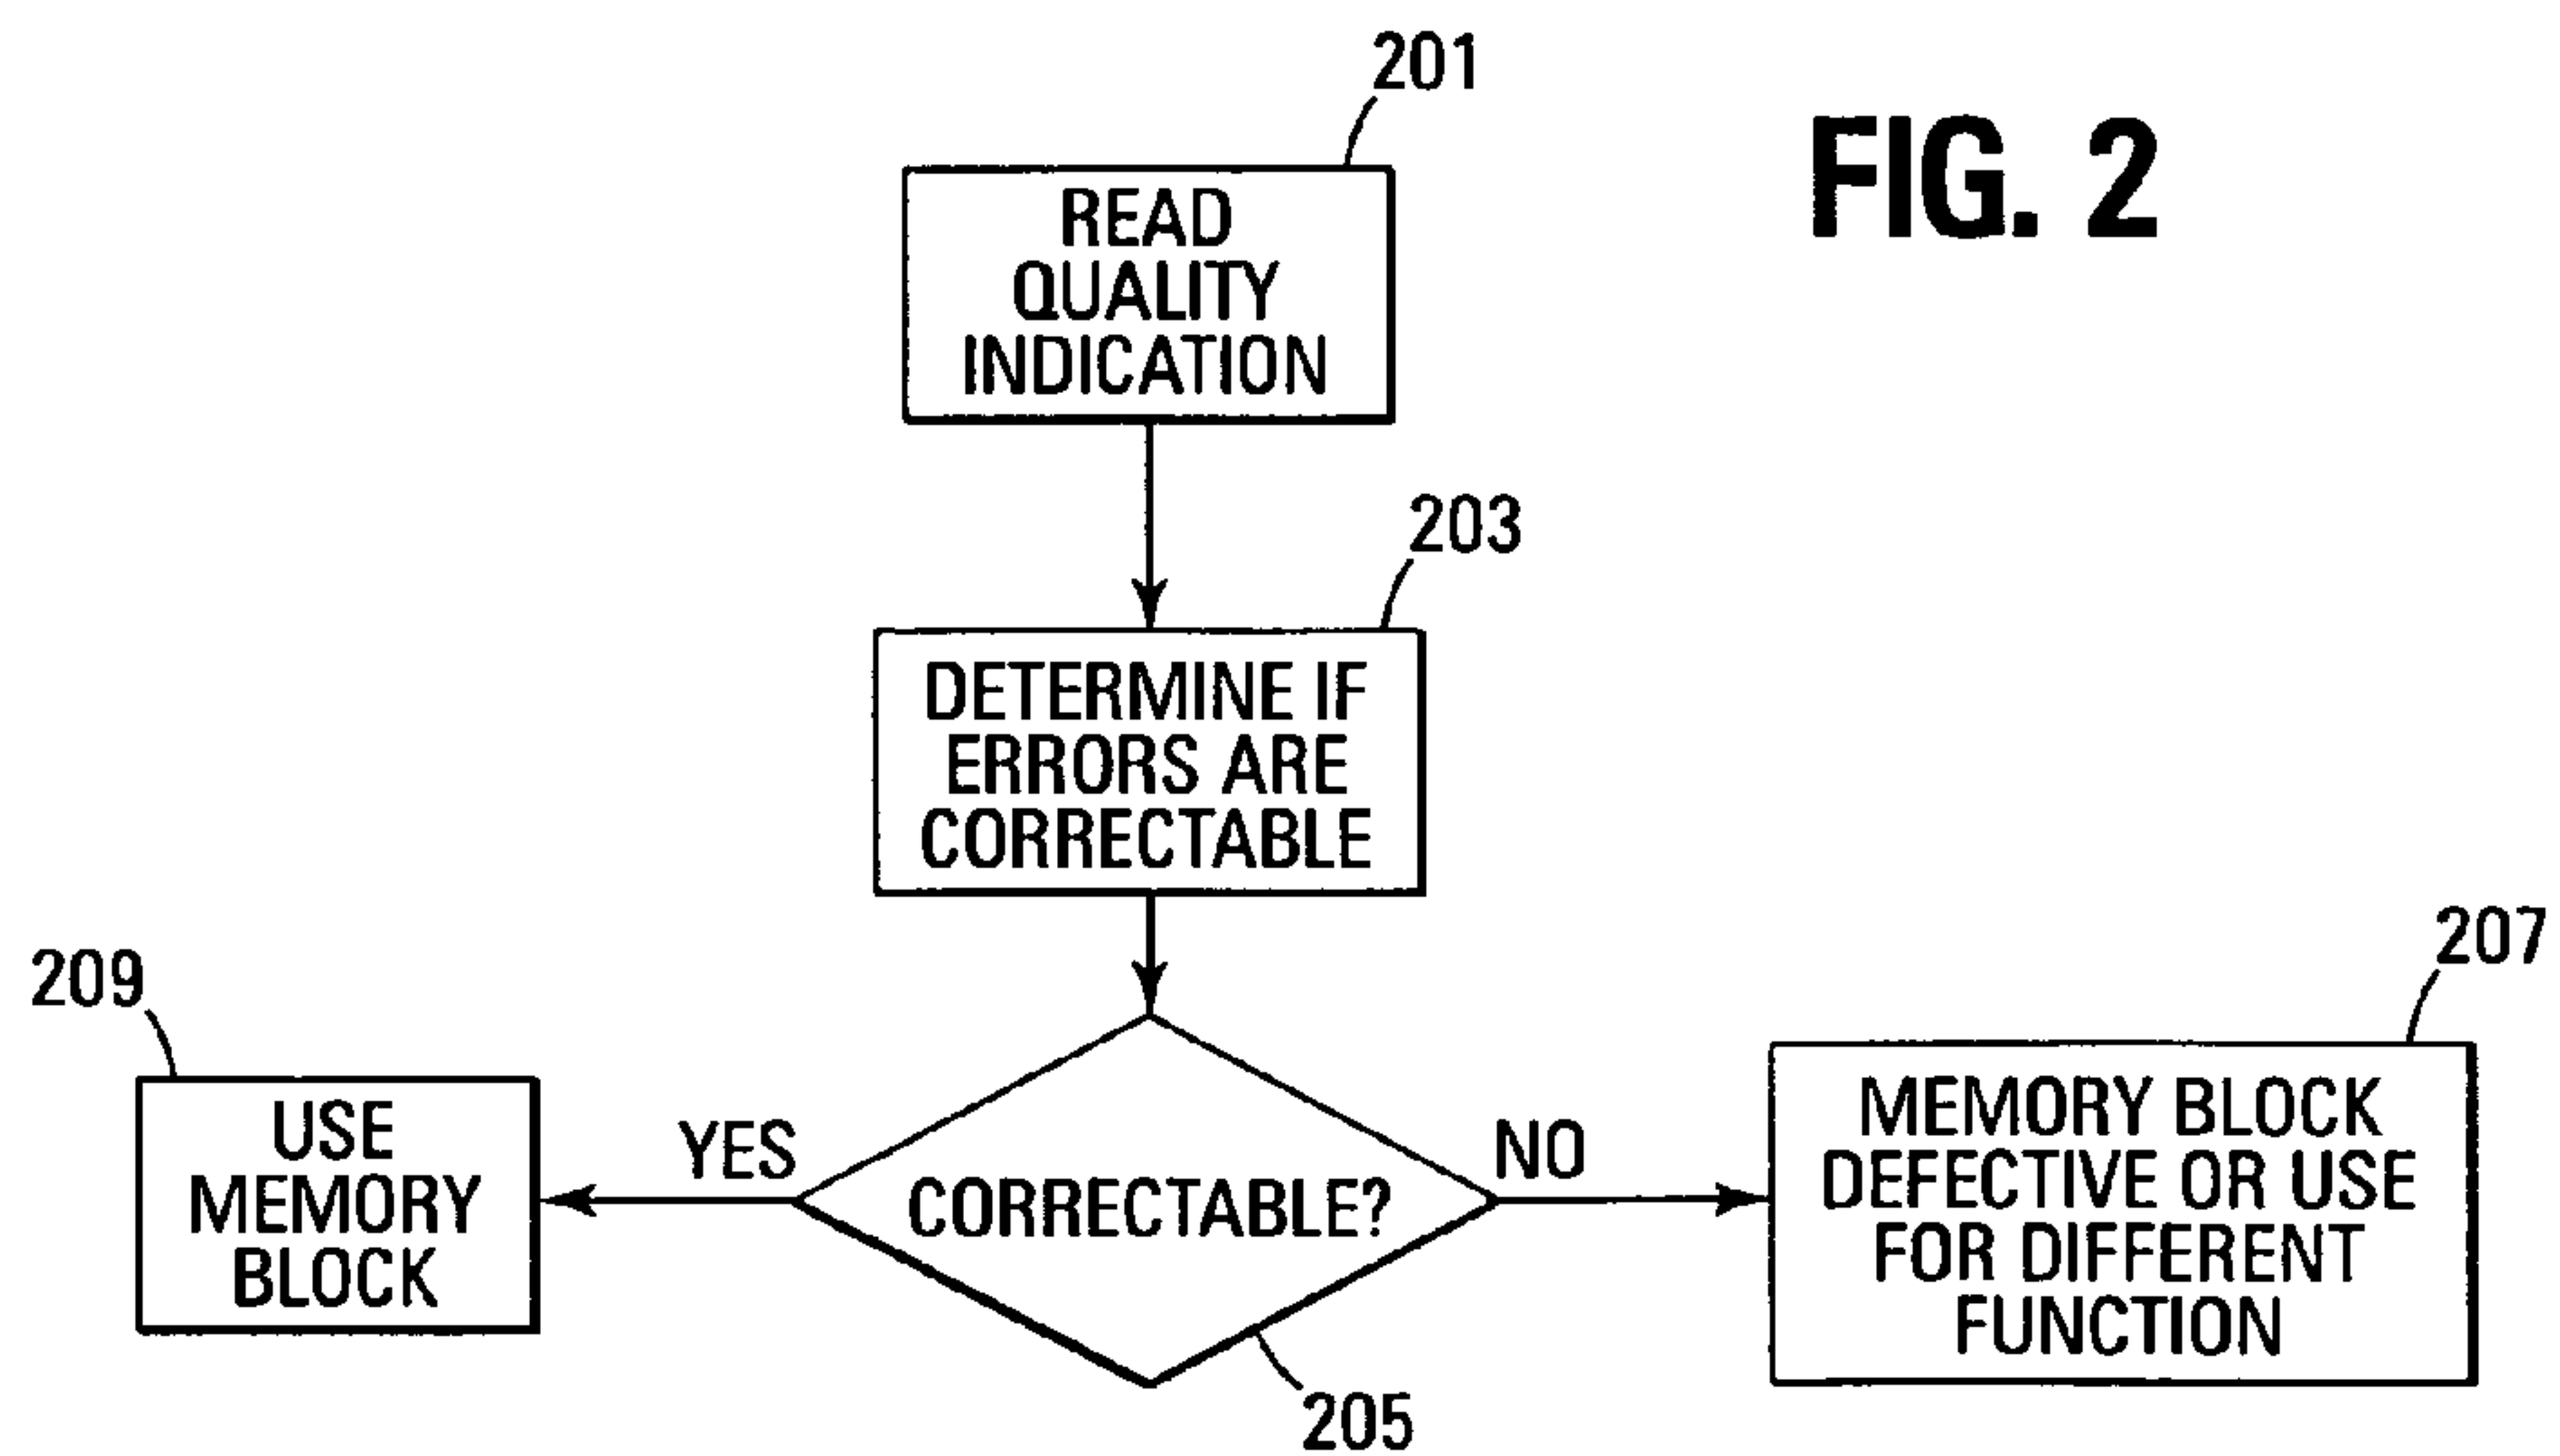 201
FIG. 2
READ
QUALITY
INDICATION
203
DETERMINE IF
ERRORS ARE
CORRECTABLE
209
USE
MEMORY
BLOCK
YES
CORRECTABLE?
205
NO
207
MEMORY BLOCK
DEFECTIVE OR USE
FOR DIFFERENT
FUNCTION